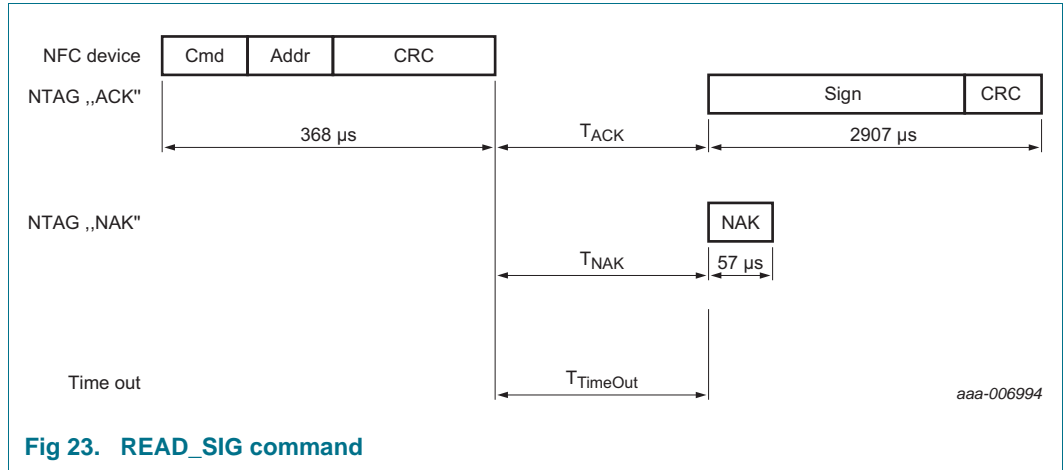 NFC device Cmd Addr CRC
NTAG ,,ACK" Sign CRC
368 µs TACK 2907 µs
NTAG ,,NAK" NAK
TNAK 57 µs
Time out TTimeOut aaa-006994
Fig 23. READ_SIG command